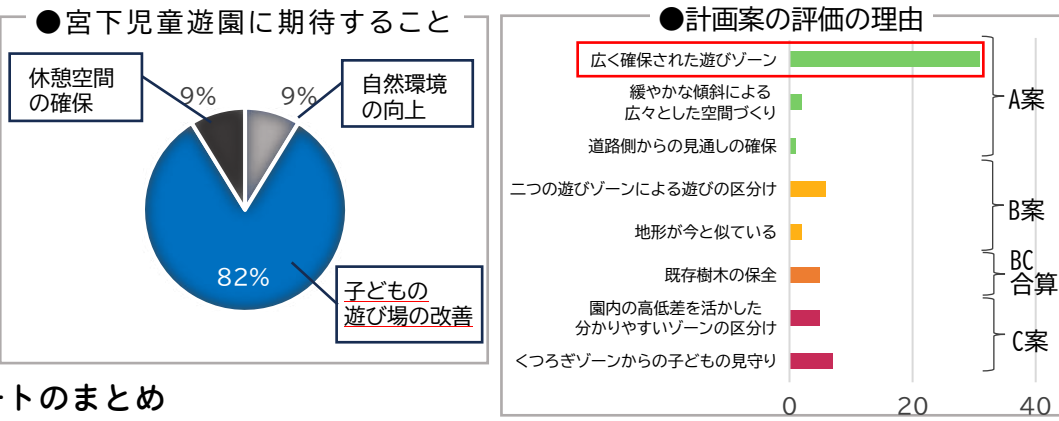 ●宮下児童遊園に期待すること
休憩空間
の確保
9%
9%
自然環境
の向上
82%
子どもの
遊び場の改善
●計画案の評価の理由
広く確保された遊びゾーン
緩やかな傾斜による
広々とした空間づくり
道路側からの見通しの確保
A案
二つの遊びゾーンによる遊びの区分け
地形が今と似ている
B案
既存樹木の保全
BC
合算
園内の高低差を活かした
分かりやすいゾーンの区分け
くつろぎゾーンからの子どもの見守り
C案
0 20 40
トのまとめ